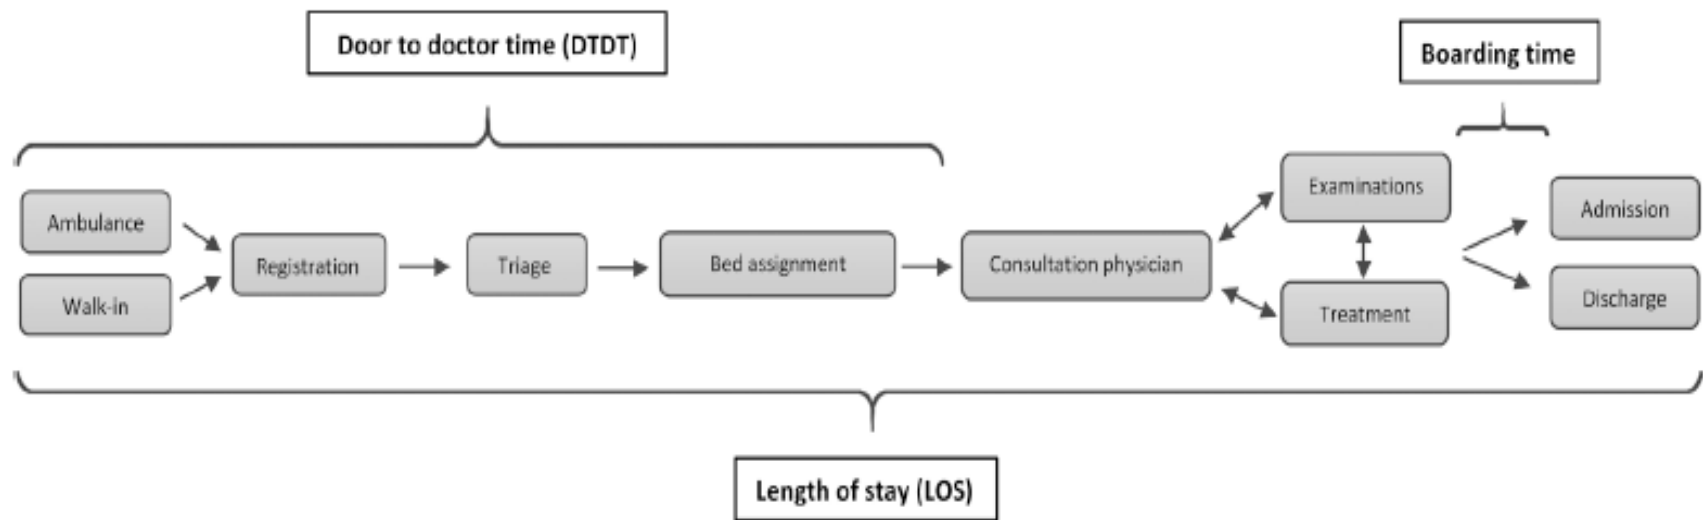 Door to doctor time (DTDT)
Boarding time
Ambulance
Walk-in
Registration
Triage
Bed assignment
Consultation physician
Examinations
Treatment
Admission
Discharge
Length of stay (LOS)